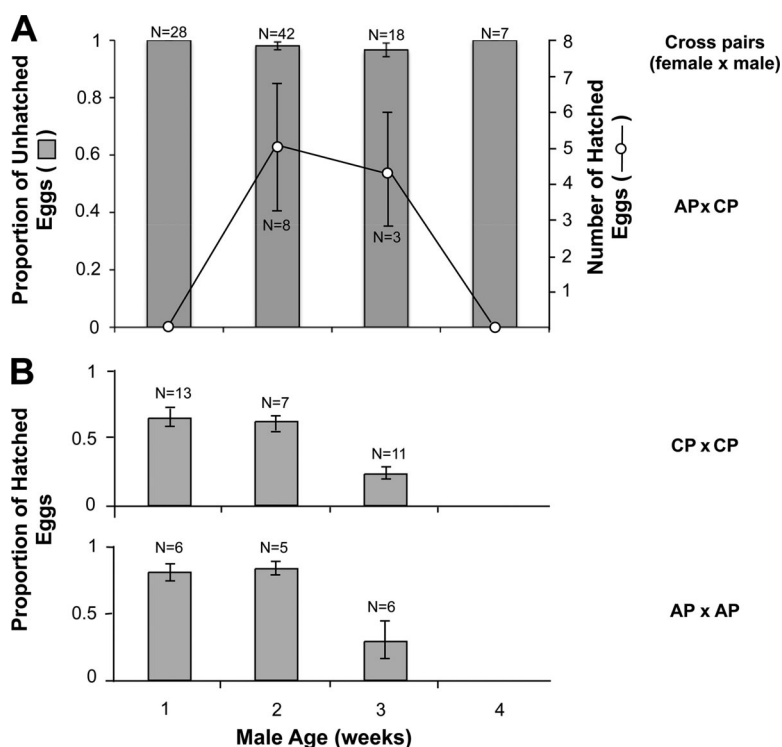 A
Proportion of Unhatched
Eggs ( )
1
0.8
0.6
0.4
0.2
0
N=28
N=42
N=18
N=7
N=8
N=3
8
7
6
5
4
3
2
1
Number of Hatched
Eggs ( )
Cross pairs
(female x male)
AP x CP
B
Proportion of Hatched
Eggs
1
0.5
0
N=13
N=7
N=11
CP x CP
1
0.5
0
N=6
N=5
N=6
AP x AP
1 2 3 4
Male Age (weeks)